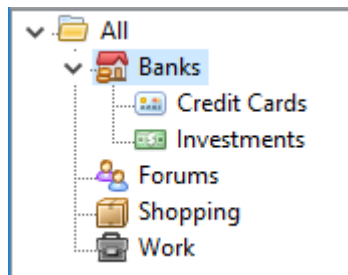 All
Banks
Credit Cards
Investments
Forums
Shopping
Work